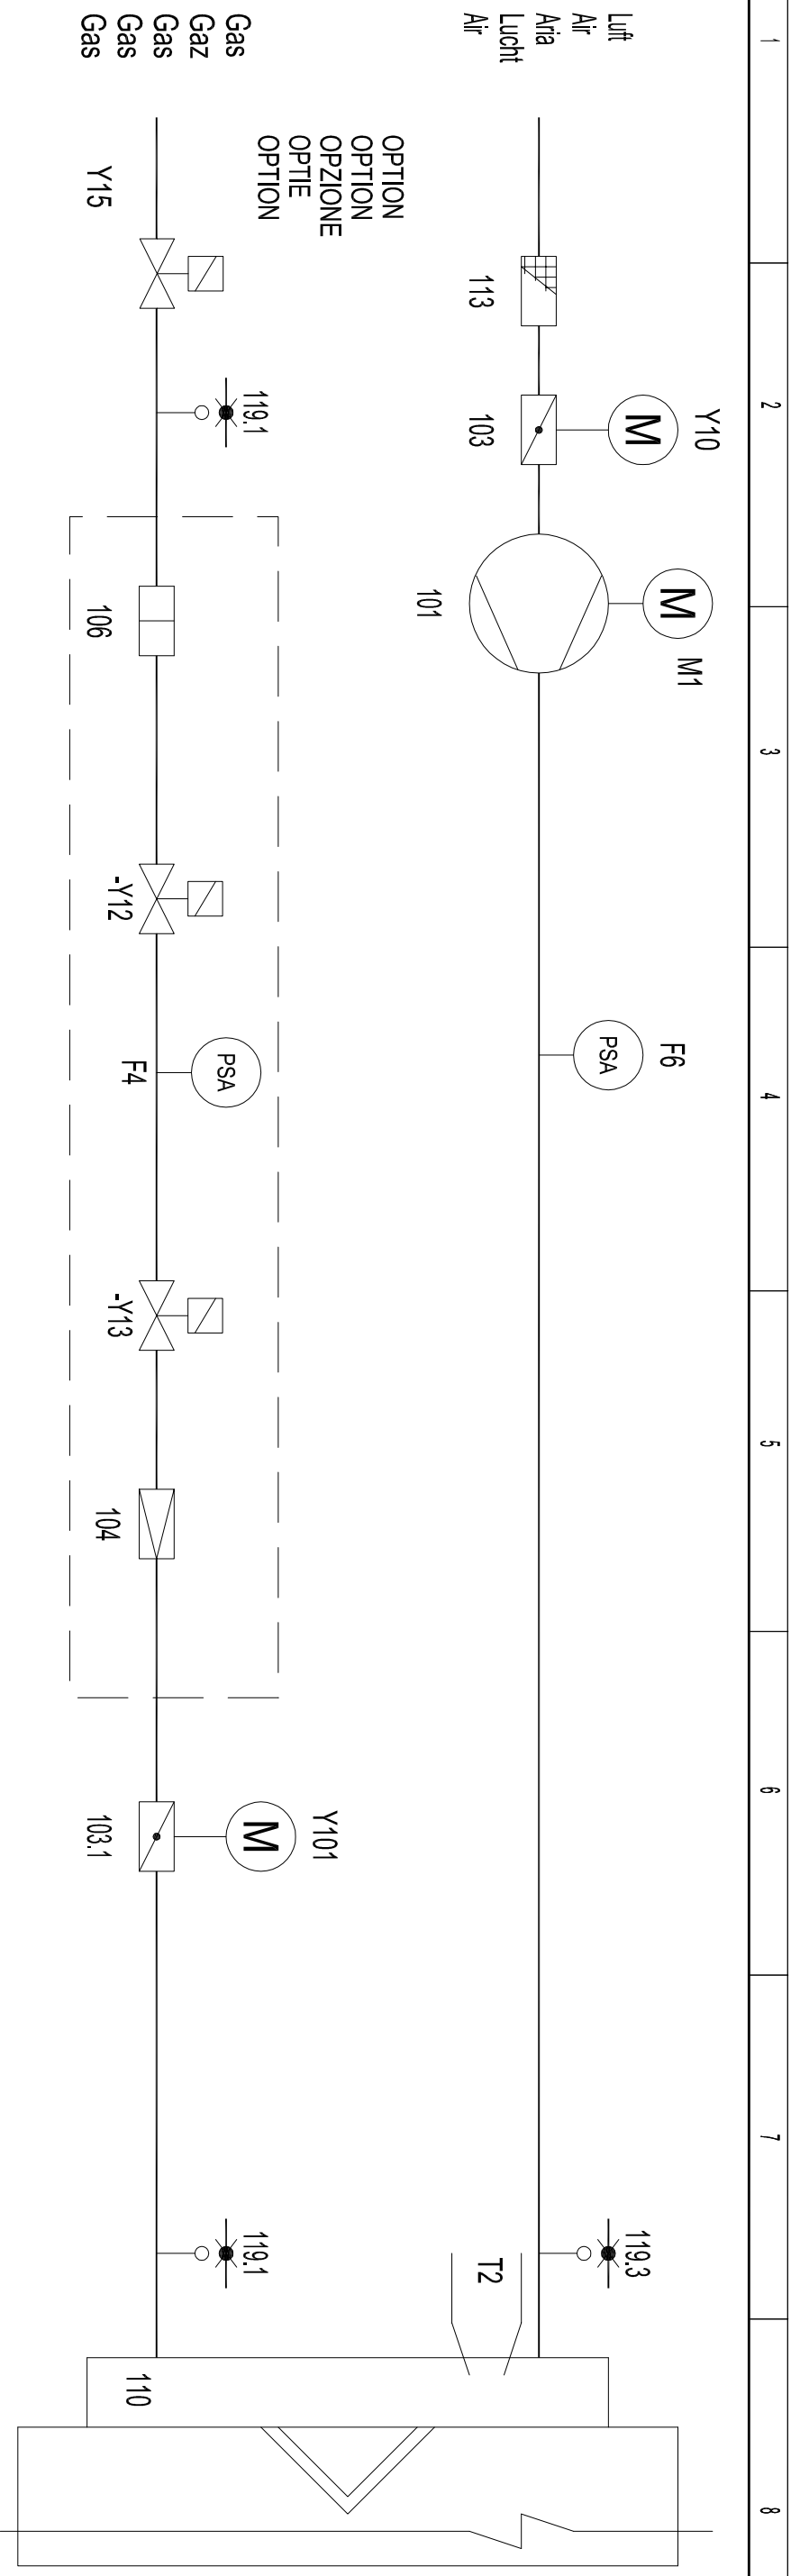 1
2
3
4
5
6
7
8
Luft
Air
Aria
Lucht
Air
113
Y10
M
103
M
M1
101
F6
PSA
119.3
T2
OPTION
OPTION
OPZIONE
OPTIE
OPTION
Gas
Gaz
Gas
Gas
Gas
Y15
119.1
106
-Y12
PSA
F4
-Y13
104
Y101
M
103.1
119.1
110